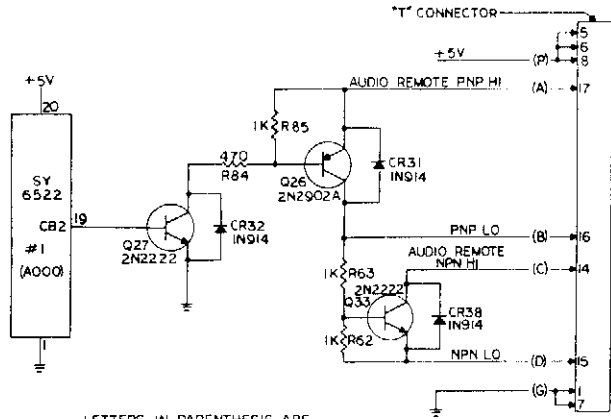 "T" CONNECTOR
5
6
+5V (P) 8
+5V
20
AUDIO REMOTE PNP HI (A) 17
1K R85
SY
6522
470
R84
Q26
2N2902A
CR31
1N914
CB2 19
#1
(A000)
Q27
2N2222
CR32
1N914
PNP LO (B) 16
AUDIO REMOTE
NPN HI (C) 14
1K R63
2N2222
Q33
CR38
1N914
1K R62
1
NPN LO (D) 15
(G) 1
7
LETTERS IN PARENTHESIS ARE